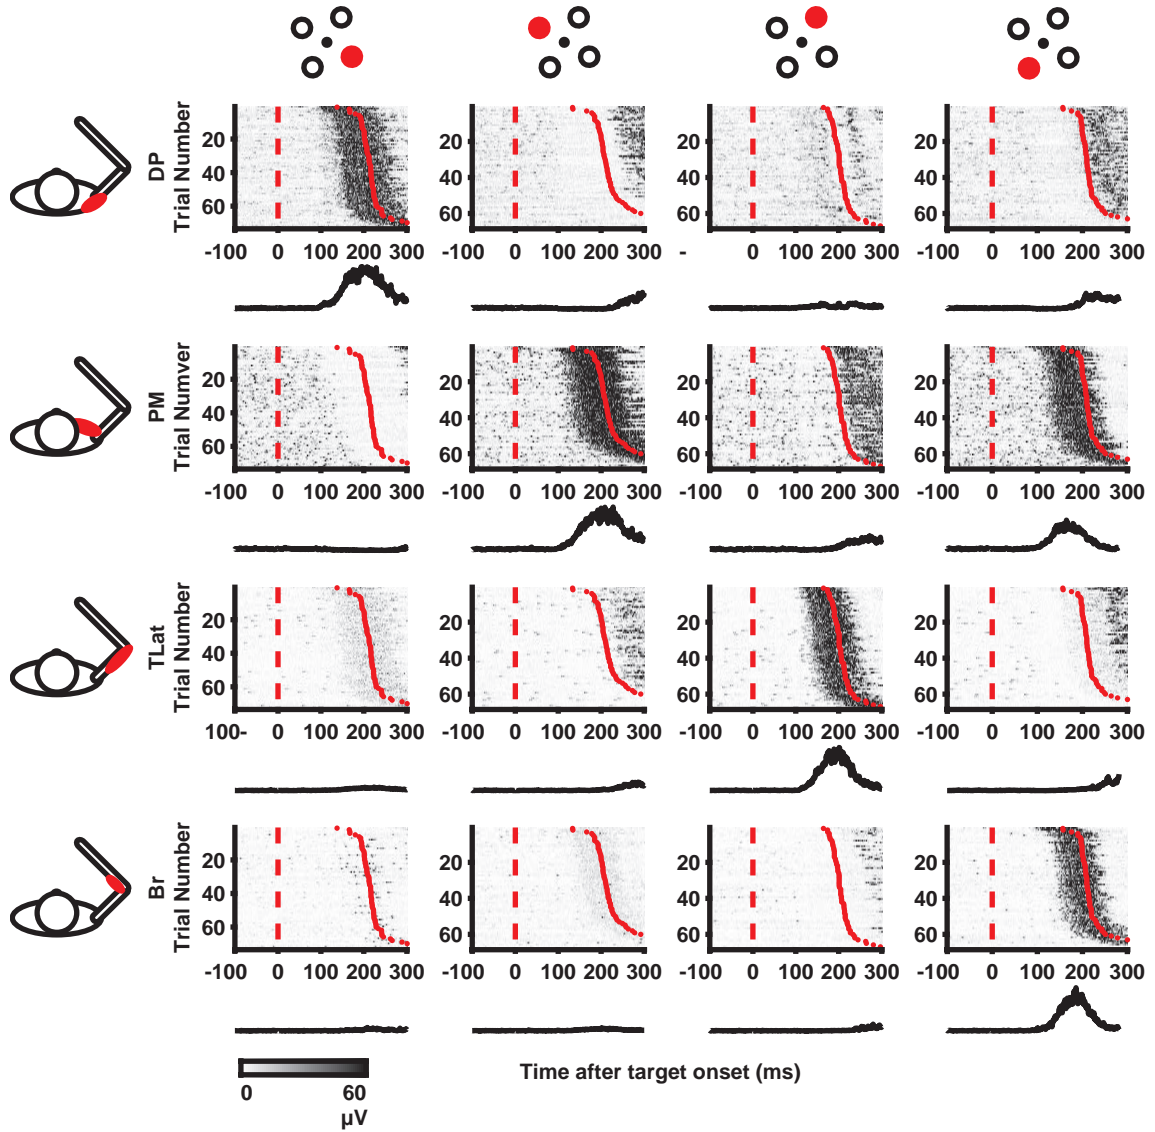 DP
Trial Number
20 20 20 20
40 40 40 40
60 60 60 60
-100 0 100 200 300 -100 0 100 200 300 - 0 100 200 300 -100 0 100 200 300
PM
Trial Numver
20 20 20 20
40 40 40 40
60 60 60 60
-100 0 100 200 300 -100 0 100 200 300 -100 0 100 200 300 -100 0 100 200 300
TLat
Trial Number
20 20 20 20
40 40 40 40
60 60 60 60
100- 0 100 200 300 -100 0 100 200 300 -100 0 100 200 300 -100 0 100 200 300
Br
Trial Number
20 20 20 20
40 40 40 40
60 60 60 60
-100 0 100 200 300 -100 0 100 200 300 -100 0 100 200 300 -100 0 100 200 300
0 60
µV
Time after target onset (ms)